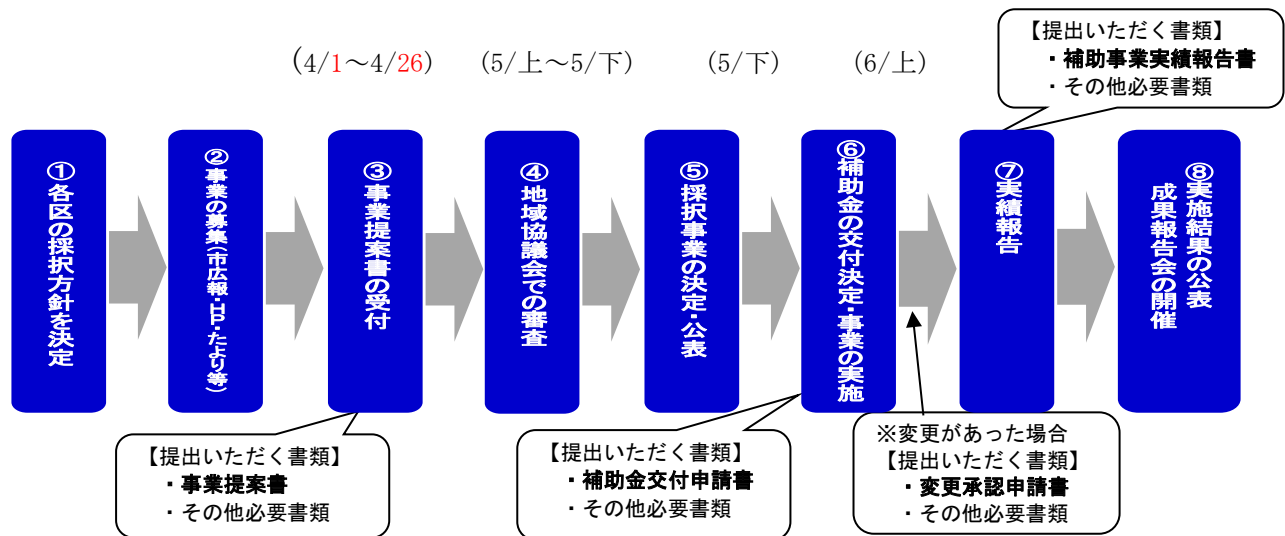 (4/1～4/26)
(5/上～5/下)
(5/下)
(6/上)
【提出いただく書類】
・補助事業実績報告書
・その他必要書類
①各区の採択方針を決定
②事業の募集(市広報・HP・たより等)
③事業提案書の受付
④地域協議会での審査
⑤採択事業の決定・公表
⑥補助金の交付決定・事業の実施
⑦実績報告
⑧実施結果の公表
成果報告会の開催
【提出いただく書類】
・事業提案書
・その他必要書類
【提出いただく書類】
・補助金交付申請書
・その他必要書類
※変更があった場合
【提出いただく書類】
・変更承認申請書
・その他必要書類